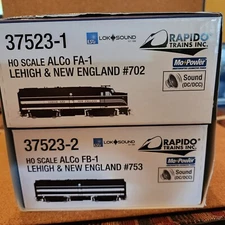 37523-1
LOKSOUND
RAPIDO
TRAINS INC.
HO SCALE ALCo FA-1
LEHIGH & NEW ENGLAND #702
Mo-Power
Sound
(DC/DCC)
37523-2
LOKSOUND
RAPIDO
TRAINS INC.
HO SCALE ALCo FB-1
LEHIGH & NEW ENGLAND #753
Mo-Power
Sound
(DC/DCC)